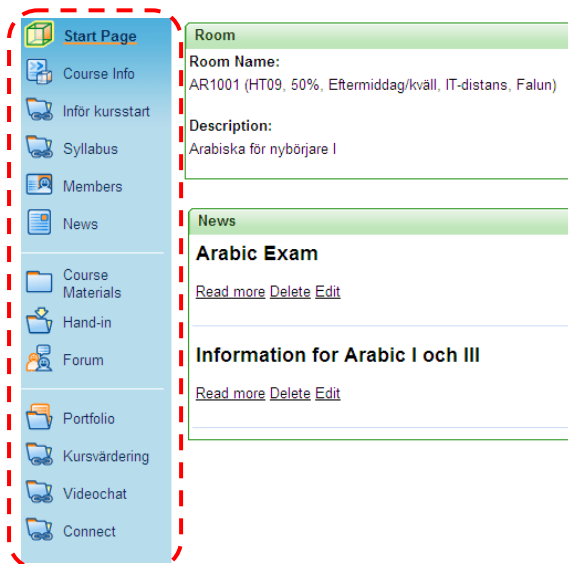 Start Page
Course Info
Inför kursstart
Syllabus
Members
News
Course
Materials
Hand-in
Forum
Portfolio
Kursvärdering
Videochat
Connect
Room
Room Name:
AR1001 (HT09, 50%, Eftermiddag/kväll, IT-distans, Falun)
Description:
Arabiska för nybörjare I
News
Arabic Exam
Read more Delete Edit
Information for Arabic I och III
Read more Delete Edit